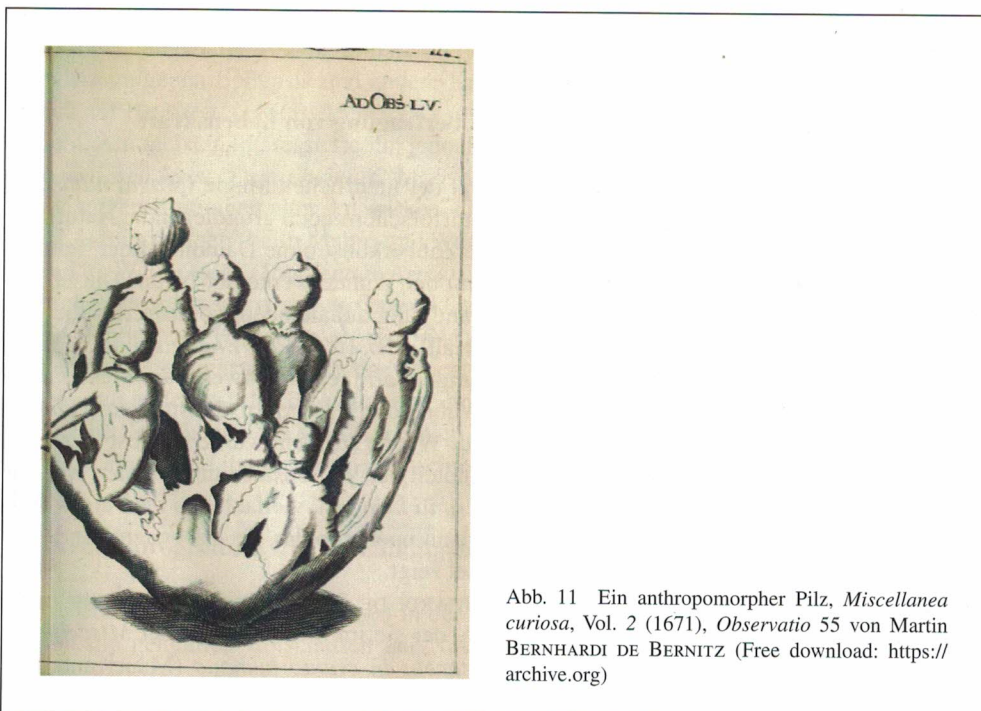 AD OBS. LV.
Abb. 11 Ein anthropomorpher Pilz, Miscellanea
curiosa, Vol. 2 (1671), Observatio 55 von Martin
BERNHARDI DE BERNITZ (Free download: https://
archive.org)